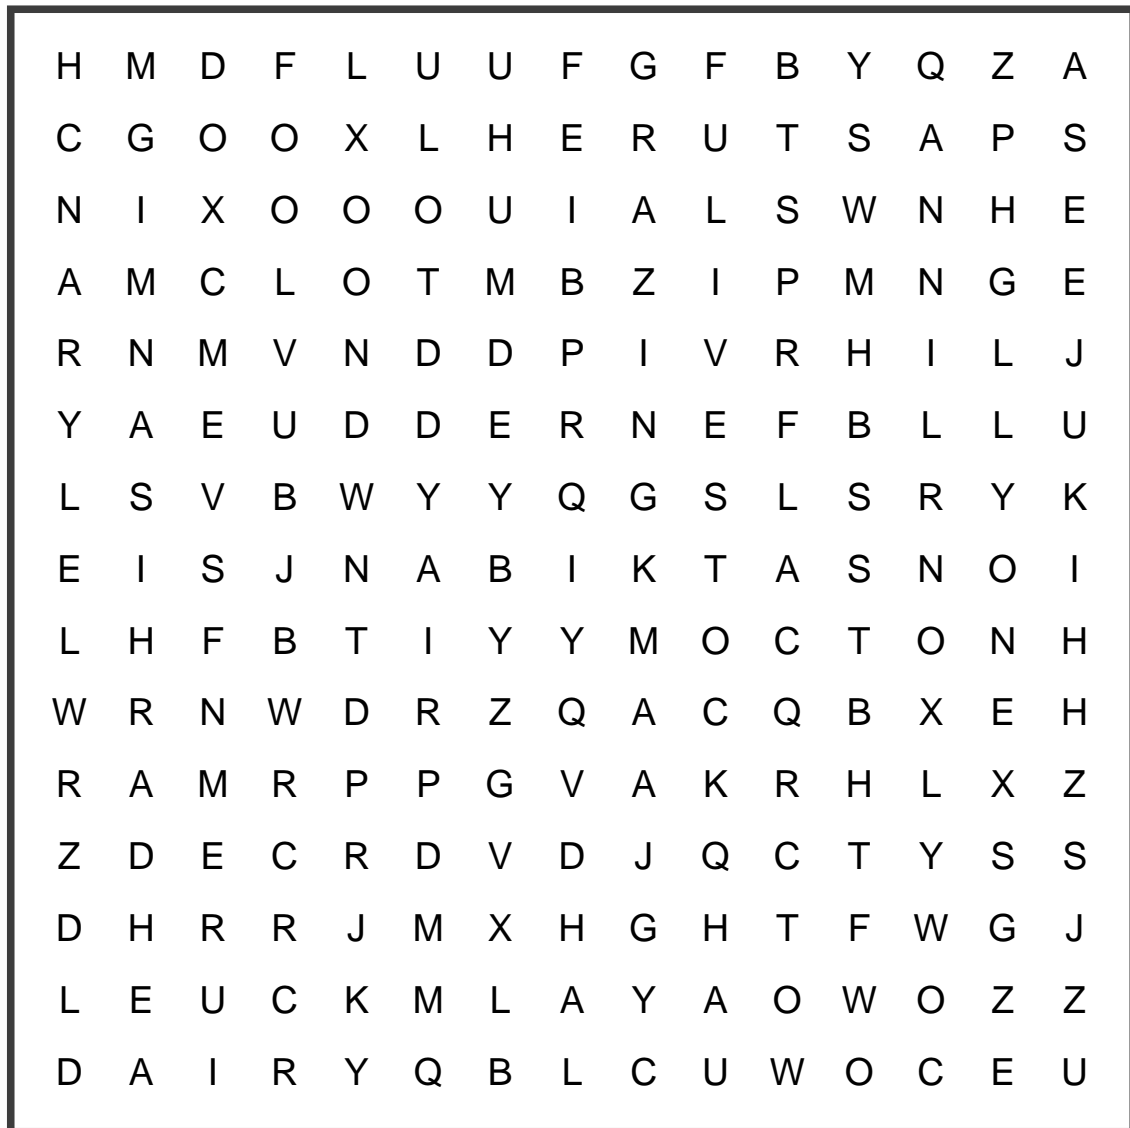 H M D F L U U F G F B Y Q Z A
C G O O X L H E R U T S A P S
N I X O O O U I A L S W N H E
A M C L O T M B Z I P M N G E
R N M V N D D P I V R H I L J
Y A E U D D E R N E F B L L U
L S V B W Y Y Q G S L S R Y K
E I S J N A B I K T A S N O I
L H F B T I Y Y M O C T O N H
W R N W D R Z Q A C Q B X E H
R A M R P P G V A K R H L X Z
Z D E C R D V D J Q C T Y S S
D H R R J M X H G H T F W G J
L E U C K M L A Y A O W O Z Z
D A I R Y Q B L C U W O C E U